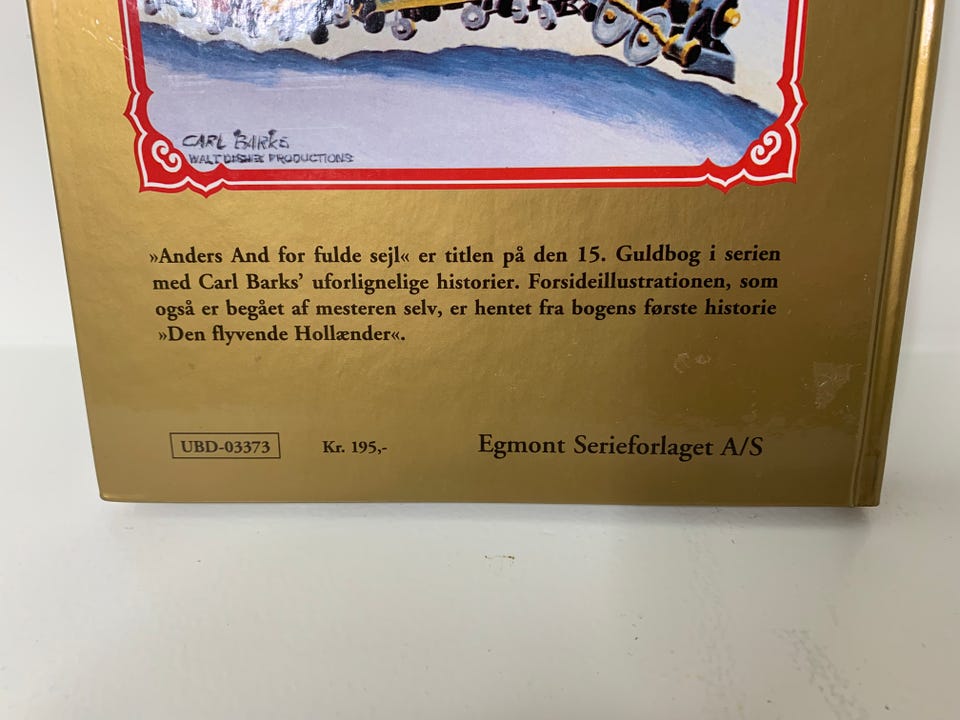 CARL BARKS
WALT DISNEY PRODUCTIONS
»Anders And for fulde sejl« er titlen på den 15. Guldbog i serien
med Carl Barks’ uforlignelige historier. Forsideillustrationen, som
også er begået af mesteren selv, er hentet fra bogens første historie
»Den flyvende Hollænder«.
UBD-03373 Kr. 195,- Egmont Serieforlaget A/S